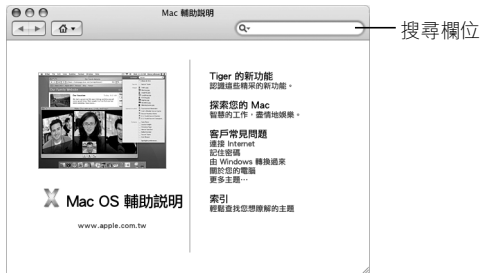 Mac 輔助說明
搜尋欄位
Tiger 的新功能
認識這些精采的新功能。
探索您的 Mac
智慧的工作，盡情地娛樂。
客戶常見問題
連接 Internet
記住密碼
由 Windows 轉換過來
關於您的電腦
更多主題…
索引
輕鬆查找您想瞭解的主題
Mac OS 輔助說明
www.apple.com.tw